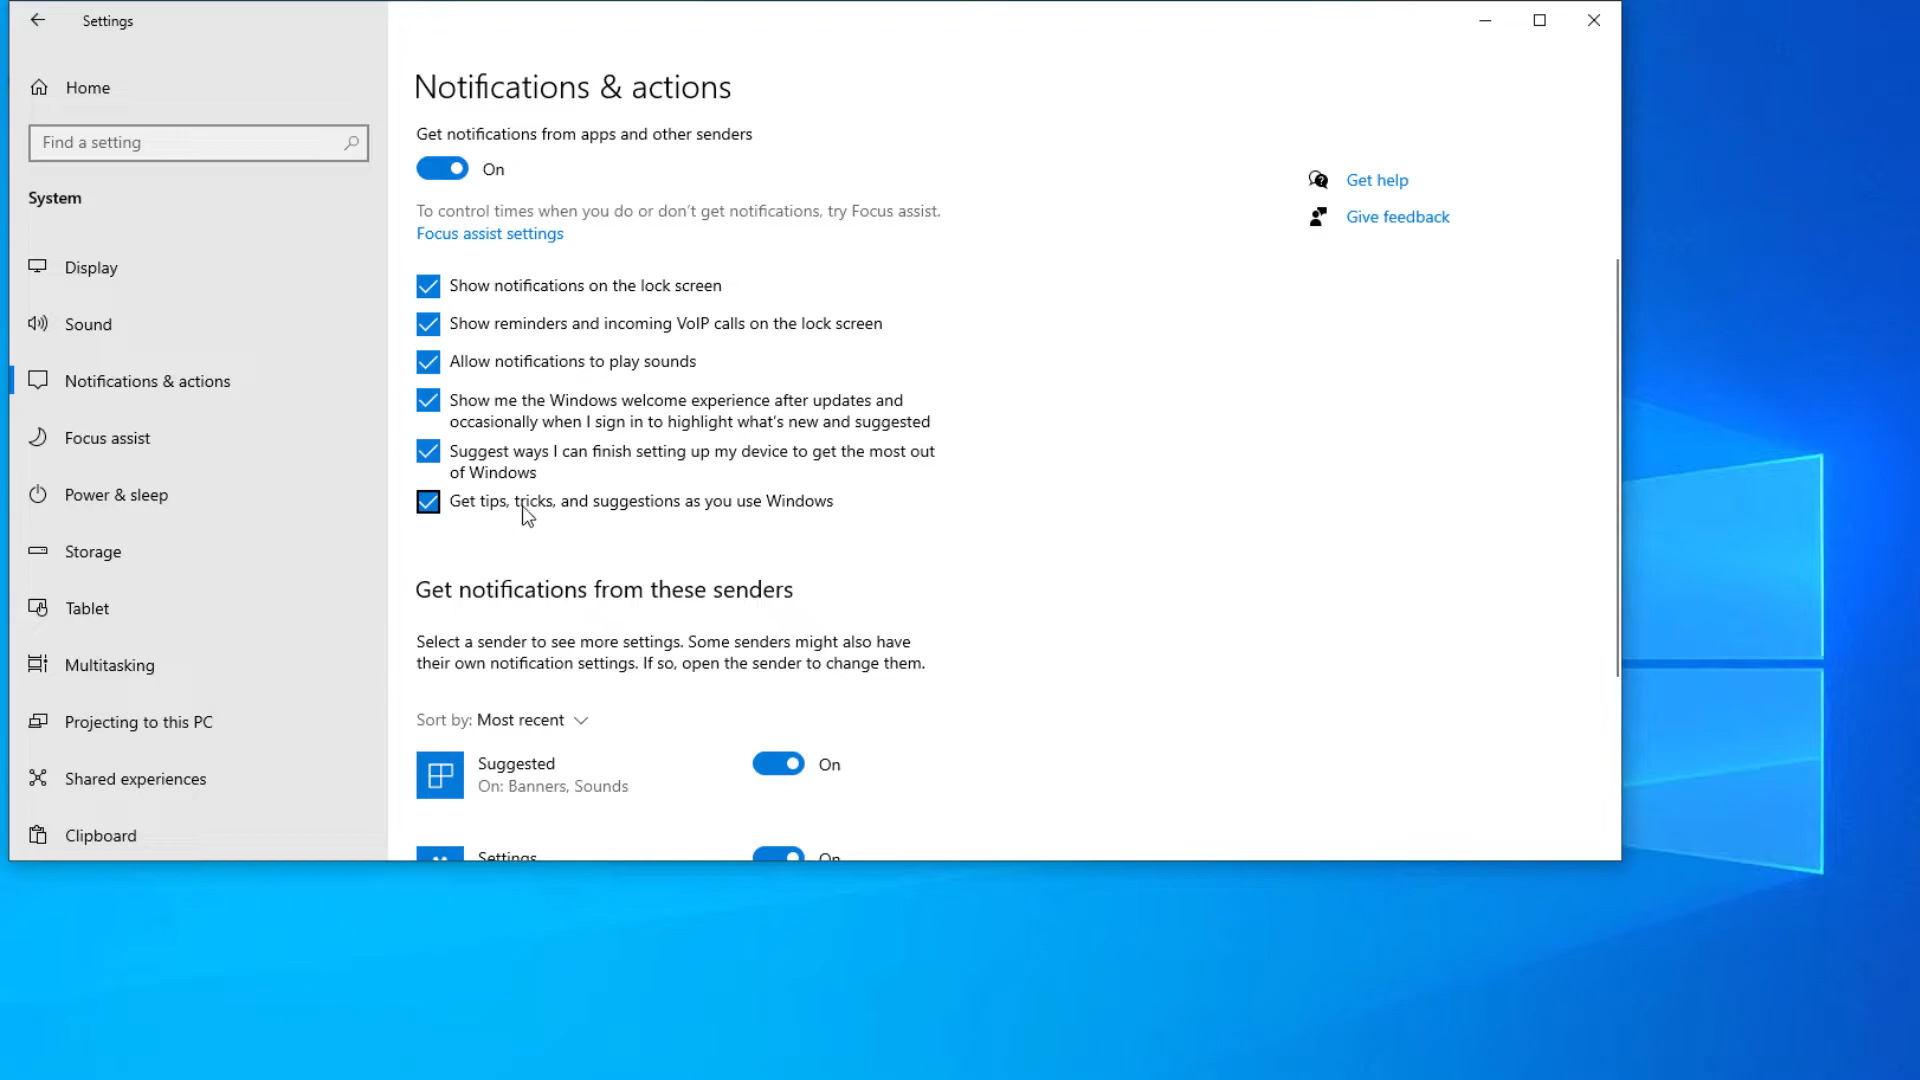 Settings
Home
Find a setting
System
Display
Sound
Notifications & actions
Focus assist
Power & sleep
Storage
Tablet
Multitasking
Projecting to this PC
Shared experiences
Clipboard
Notifications & actions
Get notifications from apps and other senders
On
To control times when you do or don't get notifications, try Focus assist.
Focus assist settings
Show notifications on the lock screen
Show reminders and incoming VoIP calls on the lock screen
Allow notifications to play sounds
Show me the Windows welcome experience after updates and
occasionally when I sign in to highlight what's new and suggested
Suggest ways I can finish setting up my device to get the most out
of Windows
Get tips, tricks, and suggestions as you use Windows
Get notifications from these senders
Select a sender to see more settings. Some senders might also have
their own notification settings. If so, open the sender to change them.
Sort by: Most recent
Suggested
On: Banners, Sounds
On
Settings
On
Get help
Give feedback